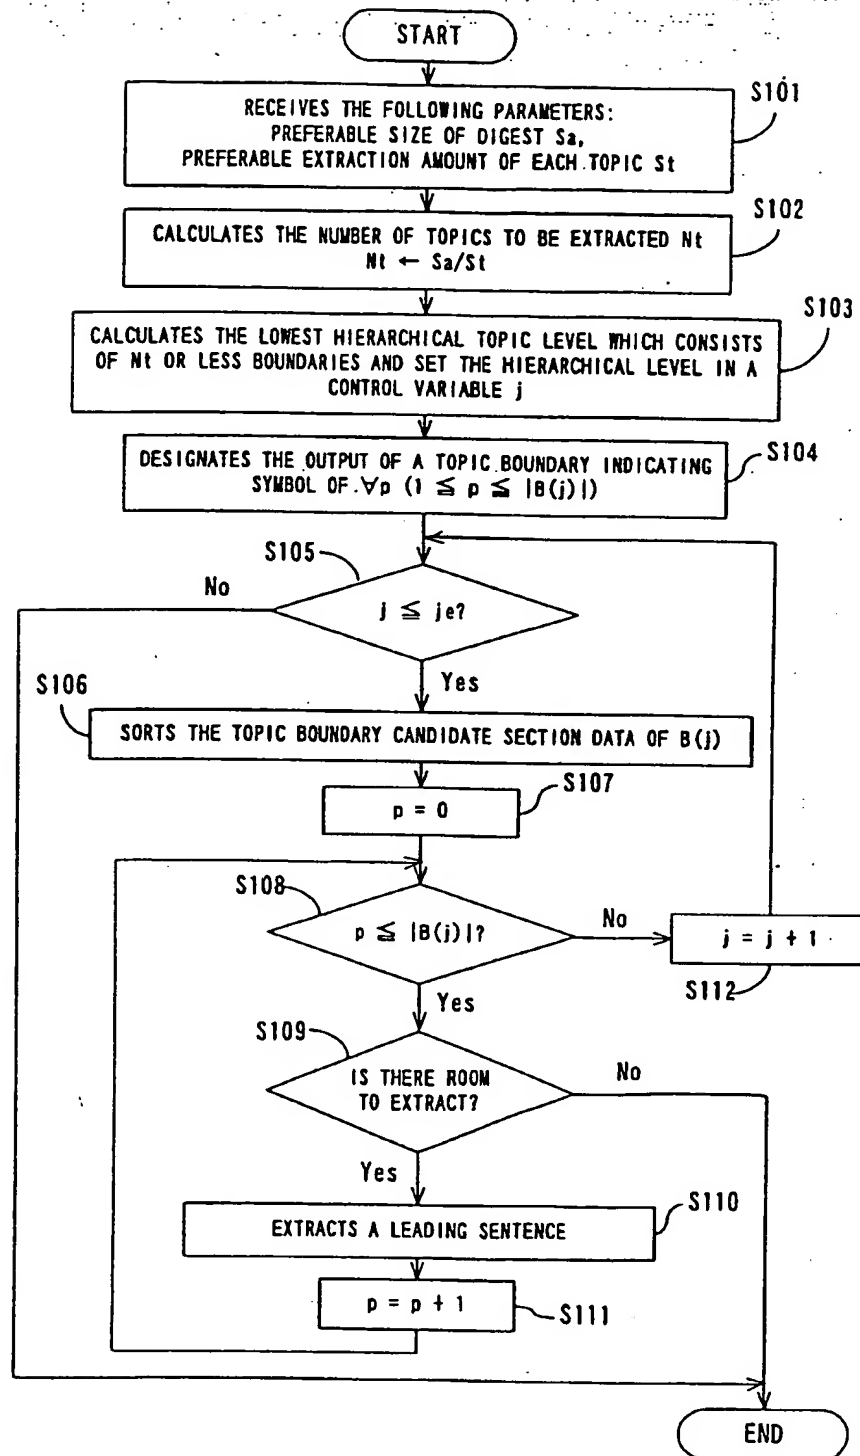 START
S101
RECEIVES THE FOLLOWING PARAMETERS:
PREFERABLE SIZE OF DIGEST Sa,
PREFERABLE EXTRACTION AMOUNT OF EACH TOPIC St
S102
CALCULATES THE NUMBER OF TOPICS TO BE EXTRACTED Nt
Nt ← Sa/St
S103
CALCULATES THE LOWEST HIERARCHICAL TOPIC LEVEL WHICH CONSISTS
OF Nt OR LESS BOUNDARIES AND SET THE HIERARCHICAL LEVEL IN A
CONTROL VARIABLE j
S104
DESIGNATES THE OUTPUT OF A TOPIC BOUNDARY INDICATING
SYMBOL OF ∀p (1 ≦ p ≦ |B(j)|)
S105
No
j ≦ je?
Yes
S106
SORTS THE TOPIC BOUNDARY CANDIDATE SECTION DATA OF B(j)
S107
p = 0
S108
p ≦ |B(j)|?
No
j = j + 1
S112
Yes
S109
IS THERE ROOM
TO EXTRACT?
No
Yes
S110
EXTRACTS A LEADING SENTENCE
p = p + 1
S111
END